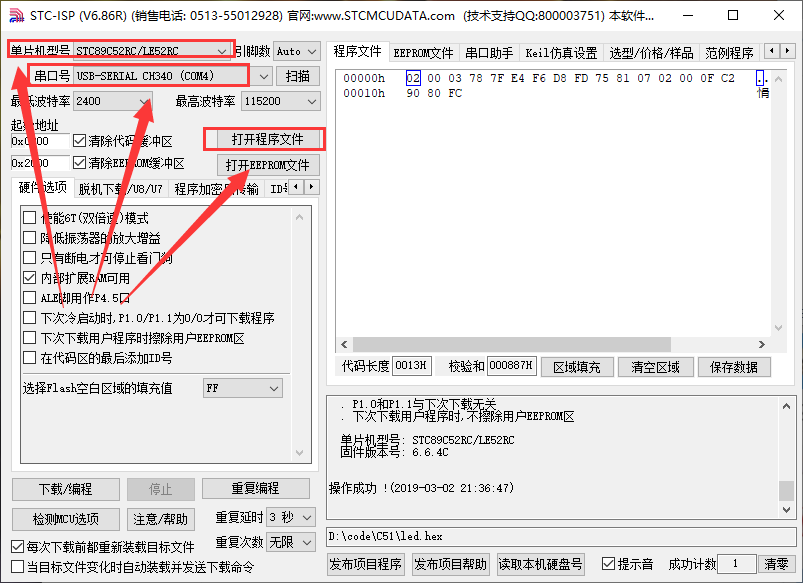 STC-ISP (V6.86R) (销售电话: 0513-55012928) 官网:www.STCMCUDATA.com (技术支持QQ:800003751) 本软件...
单片机型号 STC89C52RC/LE52RC 引脚数 Auto
串口号 USB-SERIAL CH340 (COM4) 扫描
最低波特率 2400 最高波特率 115200
起始地址
0x0000 清除代码缓冲区 打开程序文件
0x2000 清除EEPROM缓冲区 打开EEPROM文件
硬件选项 脱机下载/U8/U7 程序加密后传输 ID号
使能6T(双倍速)模式
降低振荡器的放大增益
只有断电才可停止看门狗
内部扩展RAM可用
ALE脚用作P4.5口
下次冷启动时,P1.0/P1.1为0/0才可下载程序
下次下载用户程序时擦除用户EEPROM区
在代码区的最后添加ID号
选择Flash空白区域的填充值 FF
下载/编程 停止 重复编程
检测MCU选项 注意/帮助 重复延时 3 秒
重复次数 无限
每次下载前都重新装载目标文件
当目标文件变化时自动装载并发送下载命令
程序文件 EEPROM文件 串口助手 Keil仿真设置 选型/价格/样品 范例程序
00000h 02 00 03 78 7F E4 F6 D8 FD 75 81 07 02 00 0F C2 ..
00010h 90 80 FC
代码长度 0013H 校验和 000887H 区域填充 清空区域 保存数据
. P1.0和P1.1与下次下载无关
. 下次下载用户程序时,不擦除用户EEPROM区
单片机型号: STC89C52RC/LE52RC
固件版本号: 6.6.4C
操作成功 !(2019-03-02 21:36:47)
D:\code\C51\led.hex
发布项目程序 发布项目帮助 读取本机硬盘号 提示音 成功计数 1 清零